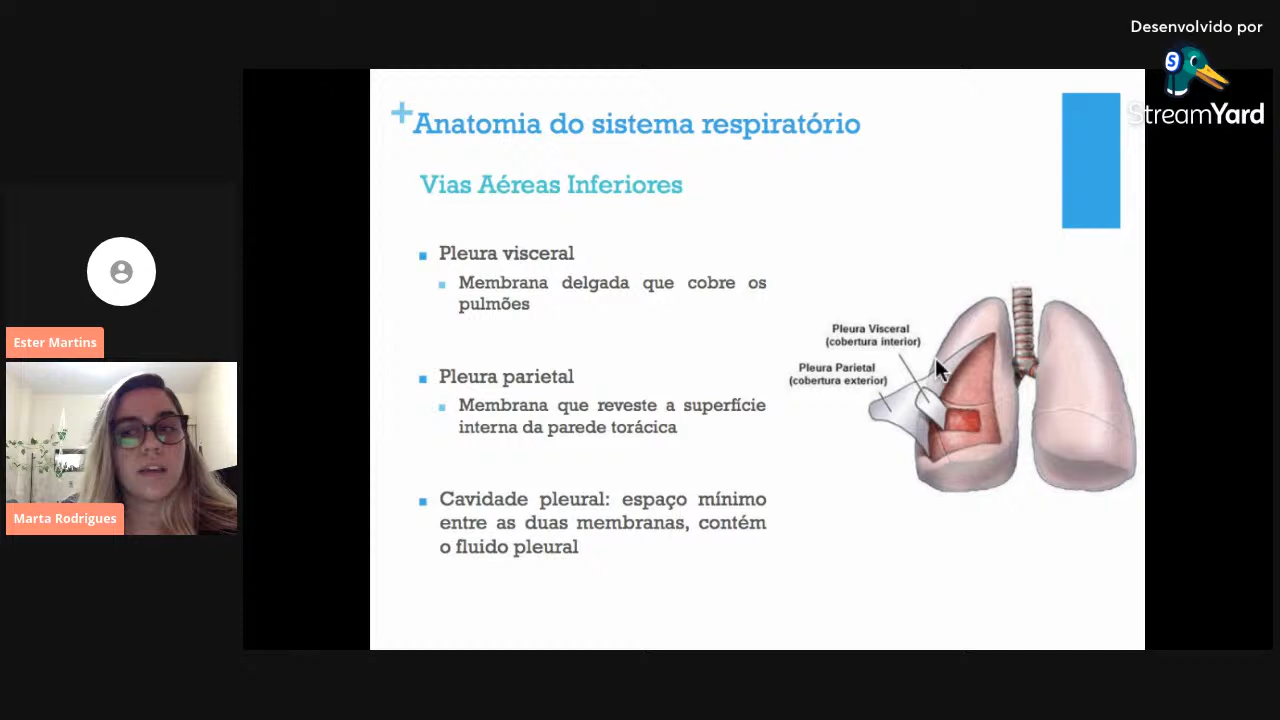 Desenvolvido por
StreamYard
+Anatomia do sistema respiratório
Vias Aéreas Inferiores
Pleura visceral
Membrana delgada que cobre os
pulmões
Pleura parietal
Membrana que reveste a superfície
interna da parede torácica
Cavidade pleural: espaço mínimo
entre as duas membranas, contém
o fluido pleural
Pleura Visceral
(cobertura interior)
Pleura Parietal
(cobertura exterior)
Ester Martins
Marta Rodrigues